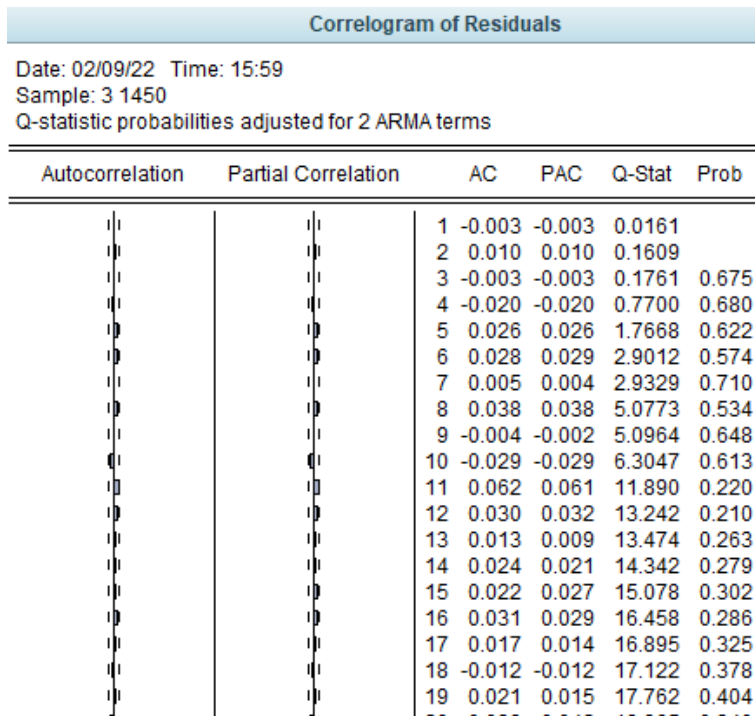 Correlogram of Residuals
Date: 02/09/22 Time: 15:59
Sample: 3 1450
Q-statistic probabilities adjusted for 2 ARMA terms
Autocorrelation Partial Correlation AC PAC Q-Stat Prob
1 -0.003 -0.003 0.0161
2 0.010 0.010 0.1609
3 -0.003 -0.003 0.1761 0.675
4 -0.020 -0.020 0.7700 0.680
5 0.026 0.026 1.7668 0.622
6 0.028 0.029 2.9012 0.574
7 0.005 0.004 2.9329 0.710
8 0.038 0.038 5.0773 0.534
9 -0.004 -0.002 5.0964 0.648
10 -0.029 -0.029 6.3047 0.613
11 0.062 0.061 11.890 0.220
12 0.030 0.032 13.242 0.210
13 0.013 0.009 13.474 0.263
14 0.024 0.021 14.342 0.279
15 0.022 0.027 15.078 0.302
16 0.031 0.029 16.458 0.286
17 0.017 0.014 16.895 0.325
18 -0.012 -0.012 17.122 0.378
19 0.021 0.015 17.762 0.404